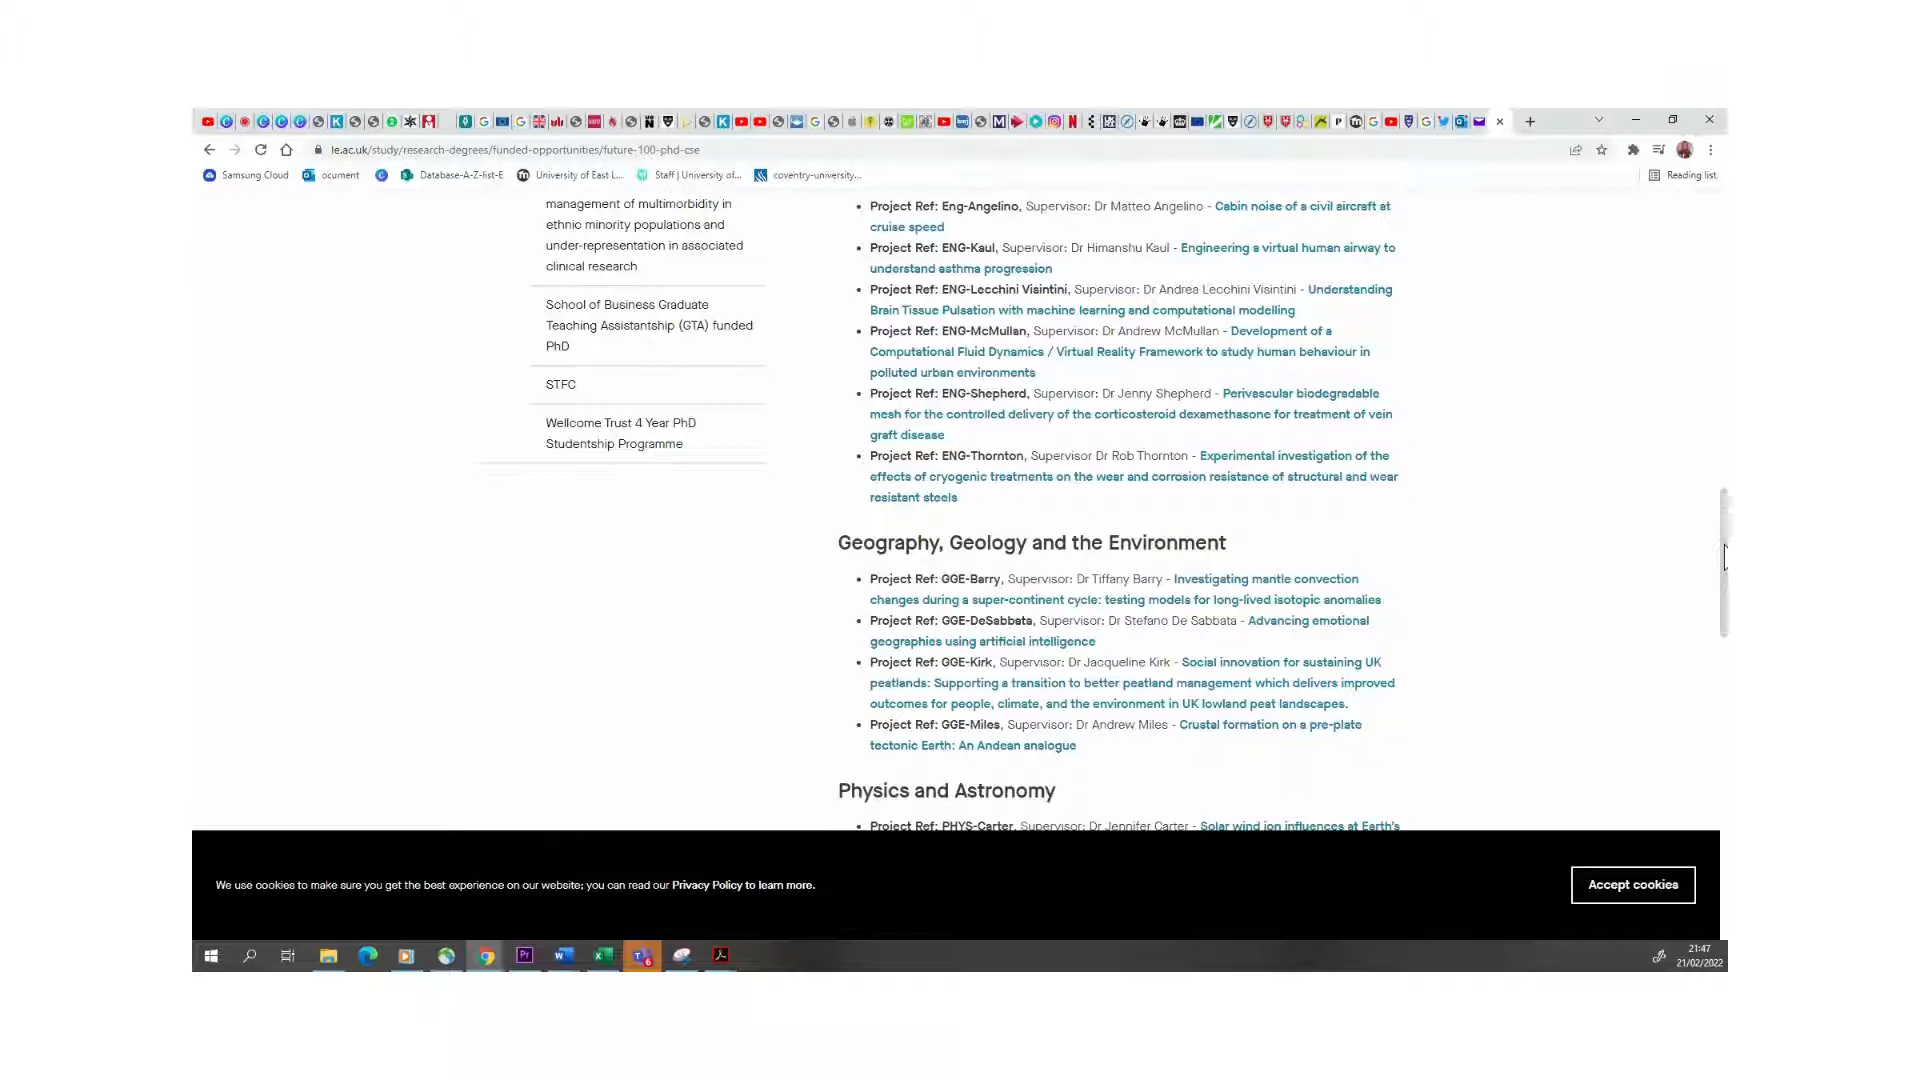 le.ac.uk/study/research-degrees/funded-opportunities/future-100-phd-cse
Samsung Cloud
ocument
Database-A-Z-list-E
University of East L...
Staff | University of...
coventry-university...
Reading list
management of multimorbidity in
ethnic minority populations and
under-representation in associated
clinical research
School of Business Graduate
Teaching Assistantship (GTA) funded
PhD
STFC
Wellcome Trust 4 Year PhD
Studentship Programme
Project Ref: Eng-Angelino, Supervisor: Dr Matteo Angelino - Cabin noise of a civil aircraft at
cruise speed
Project Ref: ENG-Kaul, Supervisor: Dr Himanshu Kaul - Engineering a virtual human airway to
understand asthma progression
Project Ref: ENG-Lecchini Visintini, Supervisor: Dr Andrea Lecchini Visintini - Understanding
Brain Tissue Pulsation with machine learning and computational modelling
Project Ref: ENG-McMullan, Supervisor: Dr Andrew McMullan - Development of a
Computational Fluid Dynamics / Virtual Reality Framework to study human behaviour in
polluted urban environments
Project Ref: ENG-Shepherd, Supervisor: Dr Jenny Shepherd - Perivascular biodegradable
mesh for the controlled delivery of the corticosteroid dexamethasone for treatment of vein
graft disease
Project Ref: ENG-Thornton, Supervisor Dr Rob Thornton - Experimental investigation of the
effects of cryogenic treatments on the wear and corrosion resistance of structural and wear
resistant steels
Geography, Geology and the Environment
Project Ref: GGE-Barry, Supervisor: Dr Tiffany Barry - Investigating mantle convection
changes during a super-continent cycle: testing models for long-lived isotopic anomalies
Project Ref: GGE-DeSabbata, Supervisor: Dr Stefano De Sabbata - Advancing emotional
geographies using artificial intelligence
Project Ref: GGE-Kirk, Supervisor: Dr Jacqueline Kirk - Social innovation for sustaining UK
peatlands: Supporting a transition to better peatland management which delivers improved
outcomes for people, climate, and the environment in UK lowland peat landscapes.
Project Ref: GGE-Miles, Supervisor: Dr Andrew Miles - Crustal formation on a pre-plate
tectonic Earth: An Andean analogue
Physics and Astronomy
Project Ref: PHYS-Carter, Supervisor: Dr Jennifer Carter - Solar wind ion influences at Earth's
We use cookies to make sure you get the best experience on our website; you can read our Privacy Policy to learn more.
Accept cookies
21:47
21/02/2022